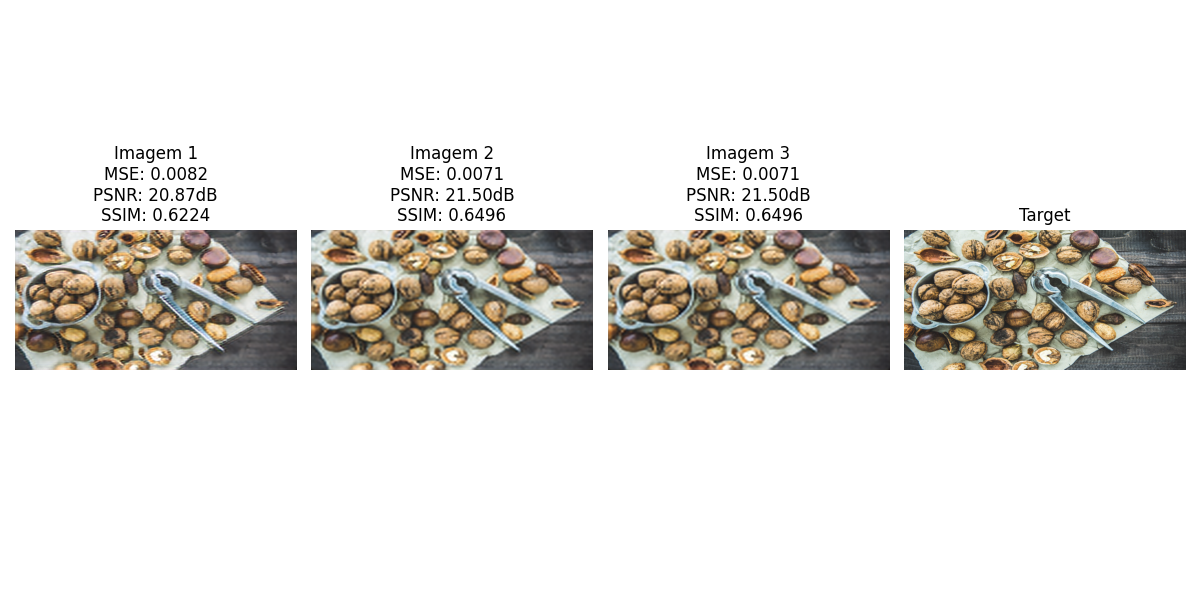 Imagem 1
MSE: 0.0082
PSNR: 20.87dB
SSIM: 0.6224
Imagem 2
MSE: 0.0071
PSNR: 21.50dB
SSIM: 0.6496
Imagem 3
MSE: 0.0071
PSNR: 21.50dB
SSIM: 0.6496
Target